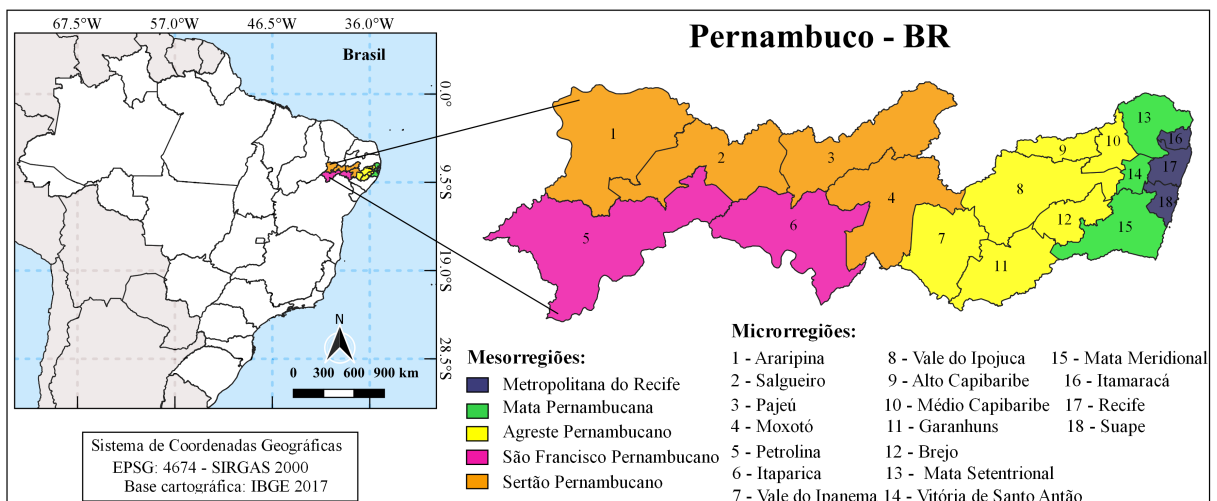 67.5°W 57.0°W 46.5°W 36.0°W
Brasil
0.0°
9.5°S
19.0°S
28.5°S
N
0 300 600 900 km
Sistema de Coordenadas Geográficas
EPSG: 4674 - SIRGAS 2000
Base cartográfica: IBGE 2017
Pernambuco - BR
1
2
3
4
5
6
7
8
9
10
11
12
13
14
15
16
17
18
Mesorregiões:
Metropolitana do Recife
Mata Pernambucana
Agreste Pernambucano
São Francisco Pernambucano
Sertão Pernambucano
Microrregiões:
1 - Araripina
2 - Salgueiro
3 - Pajeú
4 - Moxotó
5 - Petrolina
6 - Itaparica
7 - Vale do Ipanema
8 - Vale do Ipojuca
9 - Alto Capibaribe
10 - Médio Capibaribe
11 - Garanhuns
12 - Brejo
13 - Mata Setentrional
14 - Vitória de Santo Antão
15 - Mata Meridional
16 - Itamaracá
17 - Recife
18 - Suape